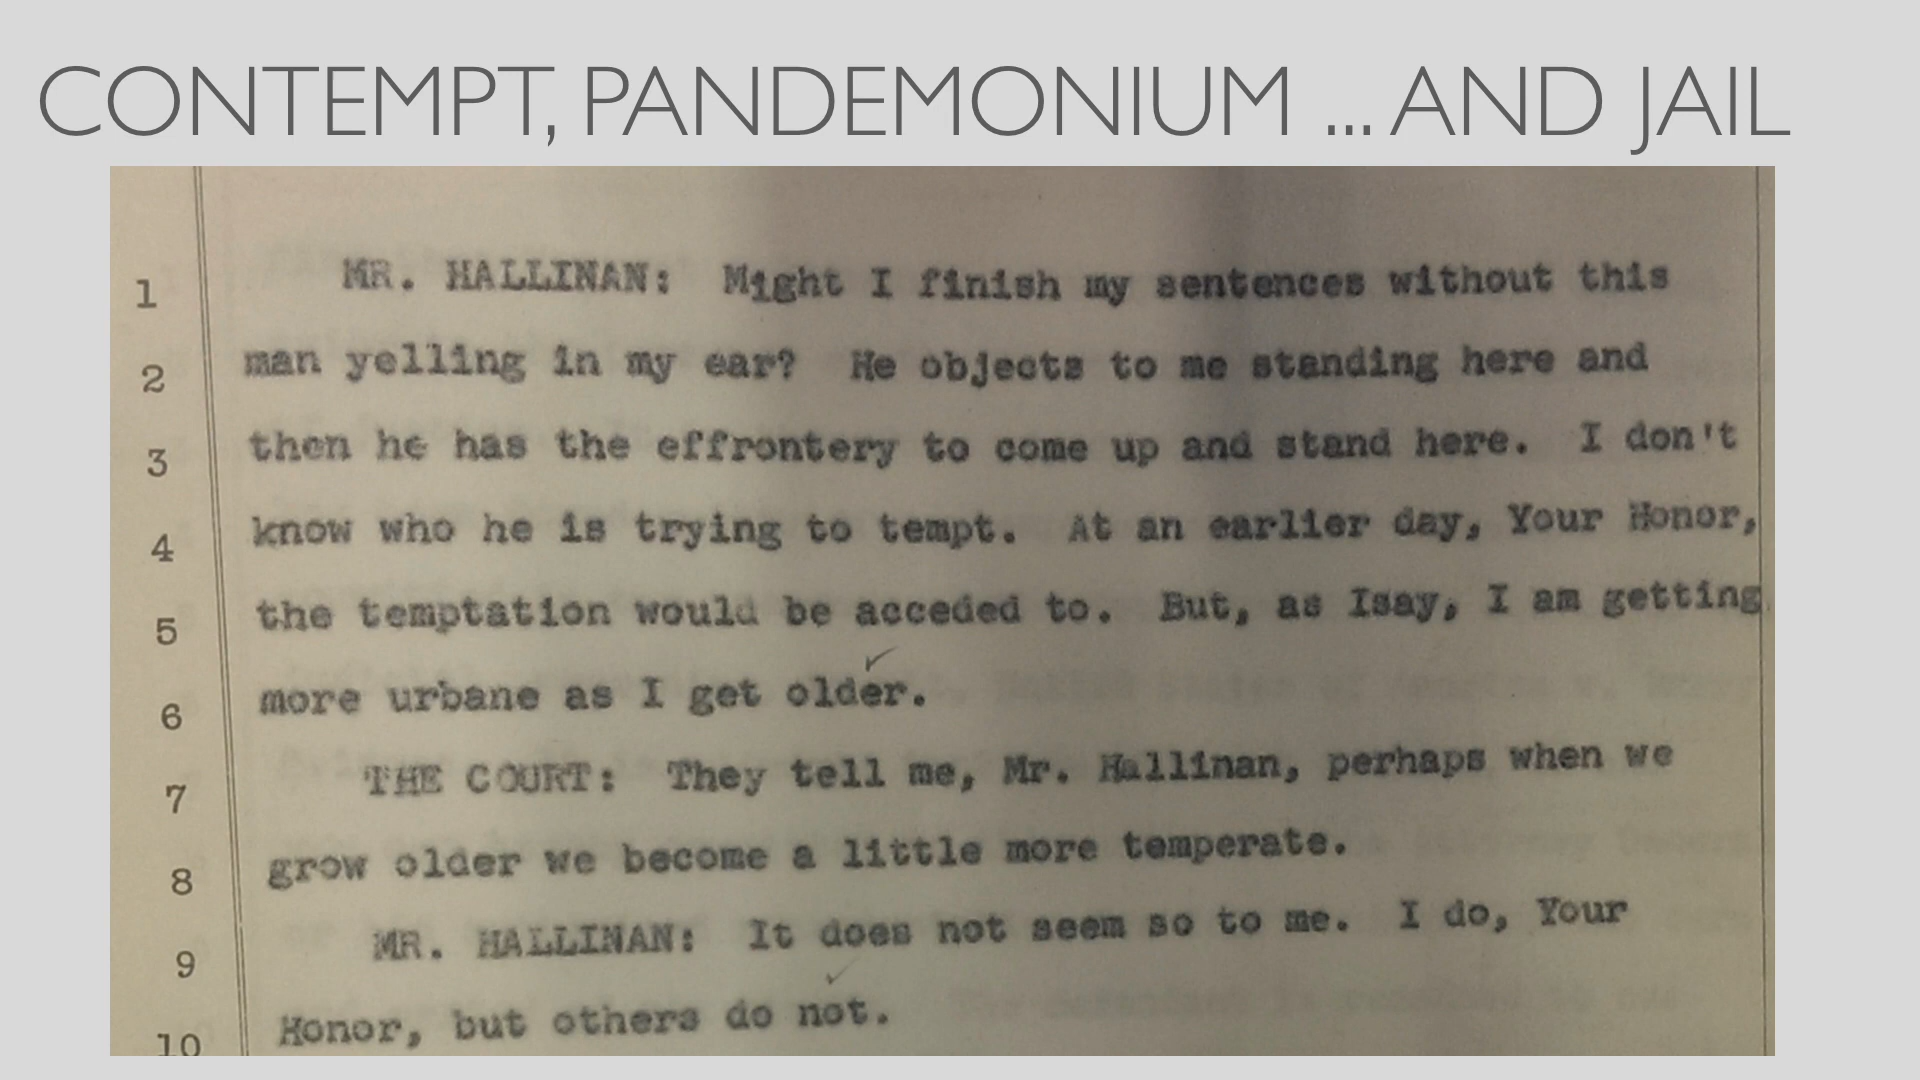 CONTEMPT, PANDEMONIUM ... AND JAIL
1 MR. HALLINAN: Might I finish my sentences without this
2 man yelling in my ear? He objects to me standing here and
3 then he has the effrontery to come up and stand here. I don't
4 know who he is trying to tempt. At an earlier day, Your Honor,
5 the temptation would be acceded to. But, as Isay, I am getting
6 more urbane as I get older.
7 THE COURT: They tell me, Mr. Hallinan, perhaps when we
8 grow older we become a little more temperate.
9 MR. HALLINAN: It does not seem so to me. I do, Your
10 Honor, but others do not.